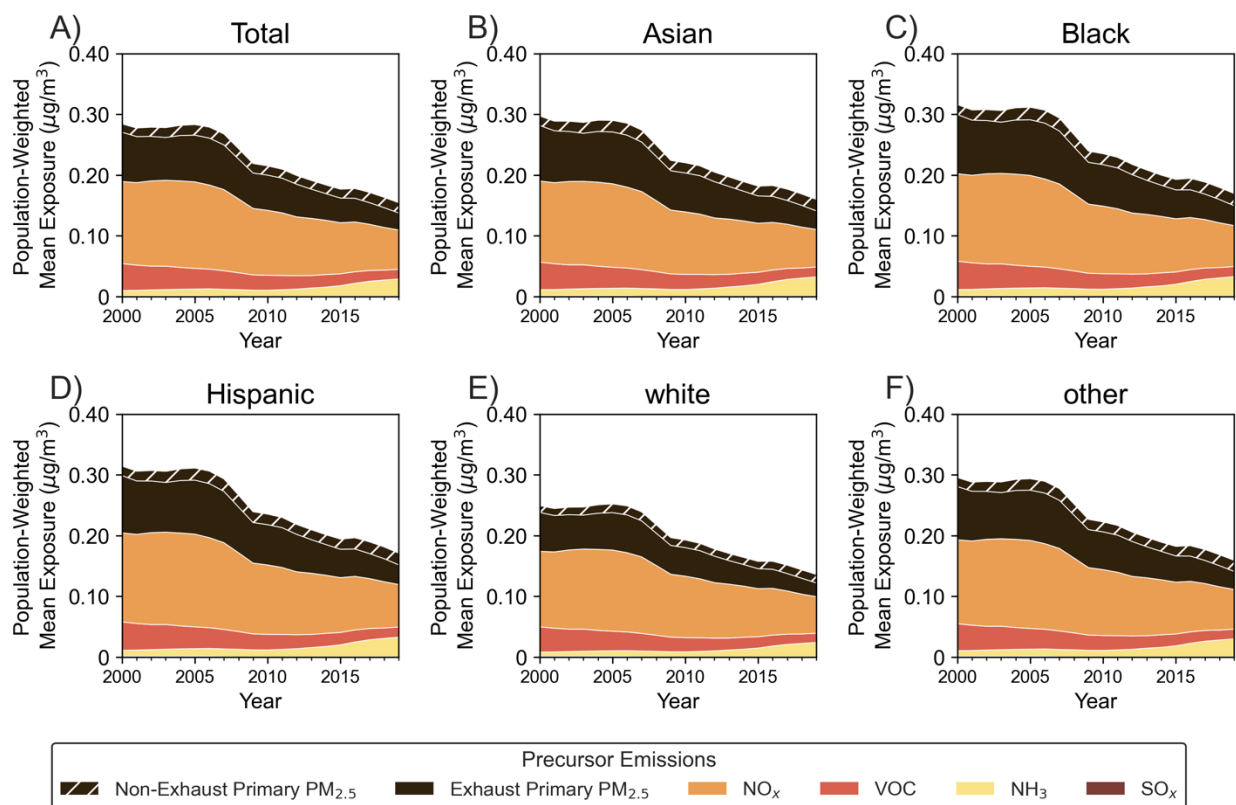 A) Total
B) Asian
C) Black
Population-Weighted
Mean Exposure (μg/m³)
0.40
0.30
0.20
0.10
0
2000 2005 2010 2015
Year
Population-Weighted
Mean Exposure (μg/m³)
0.40
0.30
0.20
0.10
0
2000 2005 2010 2015
Year
Population-Weighted
Mean Exposure (μg/m³)
0.40
0.30
0.20
0.10
0
2000 2005 2010 2015
Year
D) Hispanic
E) white
F) other
Population-Weighted
Mean Exposure (μg/m³)
0.40
0.30
0.20
0.10
0
2000 2005 2010 2015
Year
Population-Weighted
Mean Exposure (μg/m³)
0.40
0.30
0.20
0.10
0
2000 2005 2010 2015
Year
Population-Weighted
Mean Exposure (μg/m³)
0.40
0.30
0.20
0.10
0
2000 2005 2010 2015
Year
Precursor Emissions
Non-Exhaust Primary PM₂.₅ Exhaust Primary PM₂.₅ NOₓ VOC NH₃ SOₓ